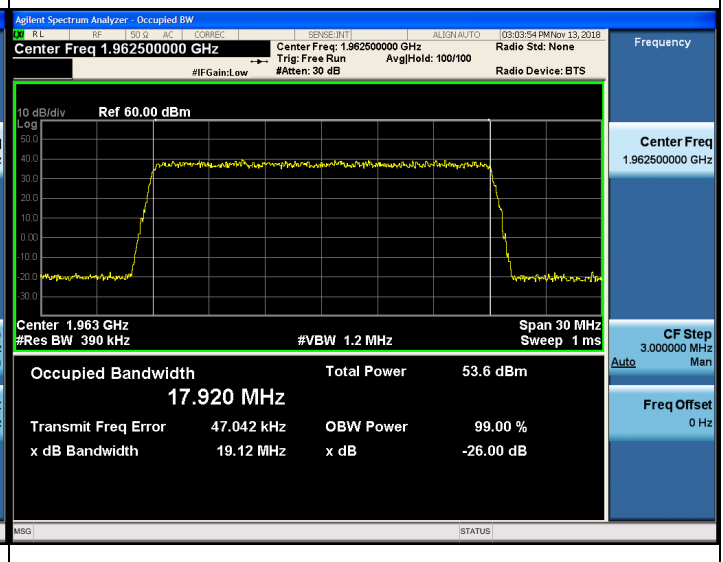 Agilent Spectrum Analyzer - Occupied BW
LXI RL RF 50 Ω AC CORREC SENSE:INT ALIGN AUTO 03:03:54 PM Nov 13, 2018
Center Freq 1.962500000 GHz
Center Freq: 1.962500000 GHz
Radio Std: None
Trig: Free Run Avg|Hold: 100/100
#IFGain:Low
#Atten: 30 dB
Radio Device: BTS
10 dB/div Ref 60.00 dBm
Log
50.0
40.0
30.0
20.0
10.0
0.00
-10.0
-20.0
-30.0
Center 1.963 GHz
Span 30 MHz
#Res BW 390 kHz
#VBW 1.2 MHz
Sweep 1 ms
Occupied Bandwidth
Total Power 53.6 dBm
17.920 MHz
Transmit Freq Error 47.042 kHz
OBW Power 99.00 %
x dB Bandwidth 19.12 MHz
x dB -26.00 dB
MSG
STATUS
Frequency
Center Freq
1.962500000 GHz
CF Step
3.000000 MHz
Auto Man
Freq Offset
0 Hz